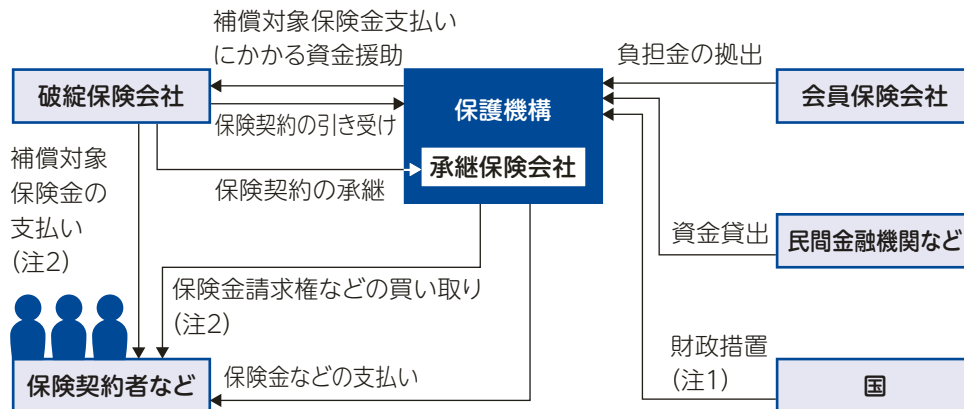 補償対象保険金支払い
にかかる資金援助
負担金の拠出
破綻保険会社
保護機構
会員保険会社
保険契約の引き受け
承継保険会社
補償対象
保険金の
支払い
(注2)
保険契約の承継
資金貸出
民間金融機関など
保険金請求権などの買い取り
(注2)
財政措置
(注1)
保険契約者など
保険金などの支払い
国